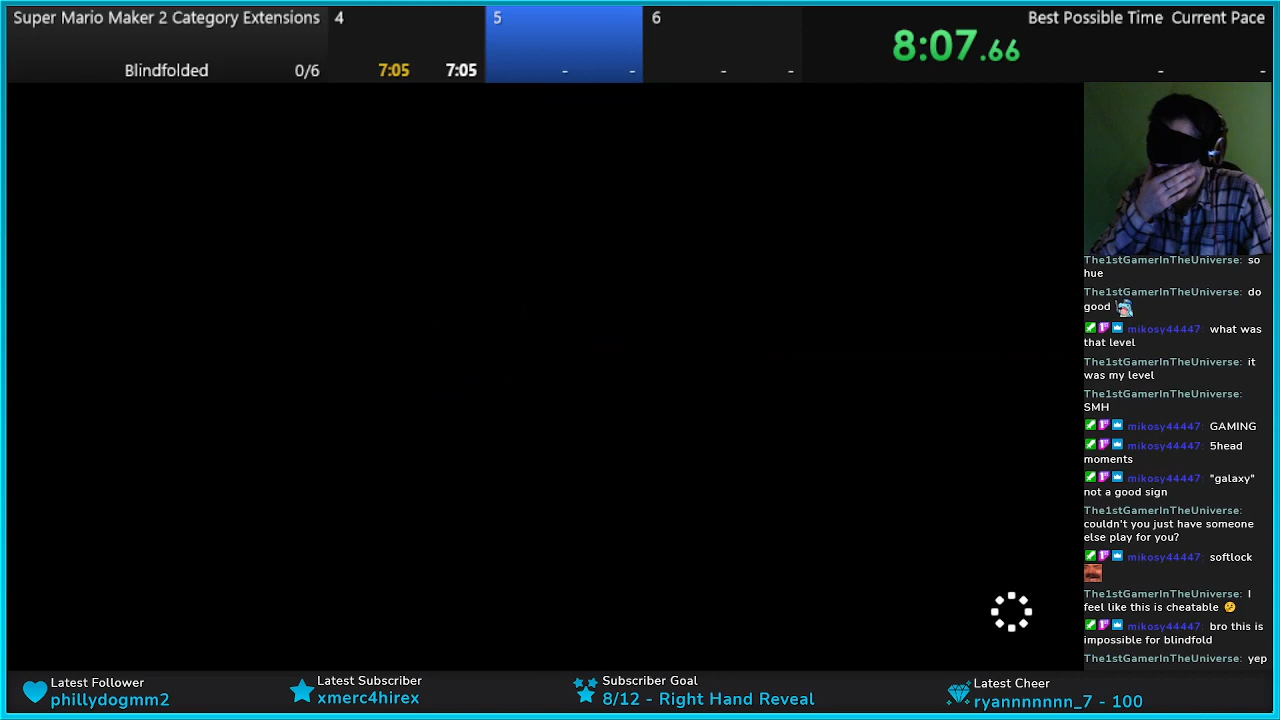 Super Mario Maker 2 Category Extensions
Blindfolded 0/6
4
7:05 7:05
5
- -
6
- -
8:07.66
Best Possible Time Current Pace
- -
The1stGamerInTheUniverse: so
hue
The1stGamerInTheUniverse: do
good
mikosy44447: what was
that level
The1stGamerInTheUniverse: it
was my level
The1stGamerInTheUniverse:
SMH
mikosy44447: GAMING
mikosy44447: 5head
moments
mikosy44447: "galaxy"
not a good sign
The1stGamerInTheUniverse:
couldn't you just have someone
else play for you?
mikosy44447: softlock
The1stGamerInTheUniverse: I
feel like this is cheatable
mikosy44447: bro this is
impossible for blindfold
The1stGamerInTheUniverse: yep
Latest Follower
phillydogmm2
Latest Subscriber
xmerc4hirex
Subscriber Goal
8/12 - Right Hand Reveal
Latest Cheer
ryannnnnnn_7 - 100